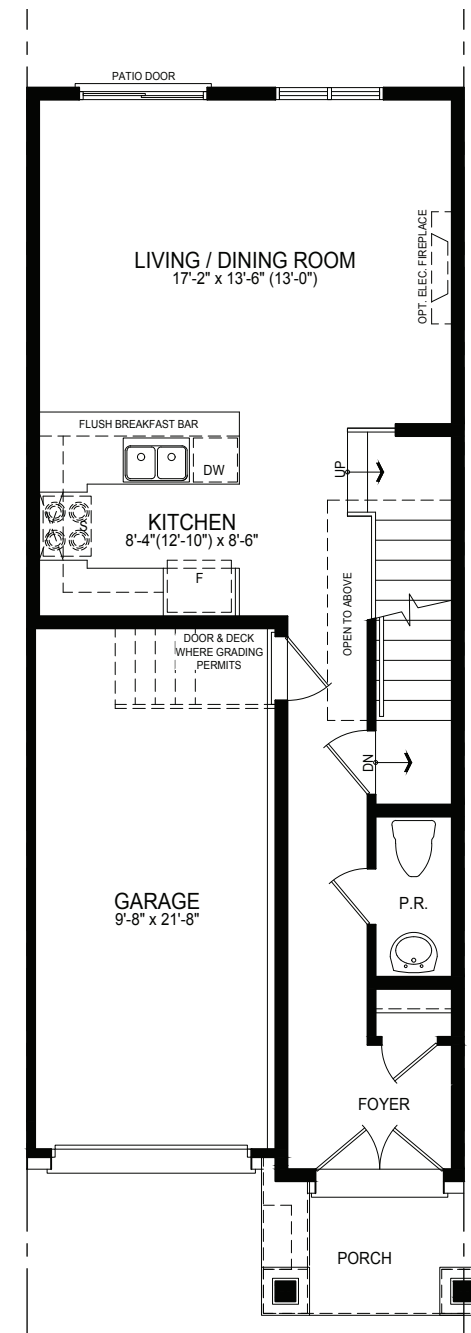 PATIO DOOR
LIVING / DINING ROOM
17'-2" x 13'-6" (13'-0")
OPT. ELEC. FIREPLACE
FLUSH BREAKFAST BAR
DW
UP
KITCHEN
8'-4"(12'-10") x 8'-6"
S
F
OPEN TO ABOVE
DOOR & DECK
WHERE GRADING
PERMITS
DN
GARAGE
9'-8" x 21'-8"
P.R.
FOYER
PORCH